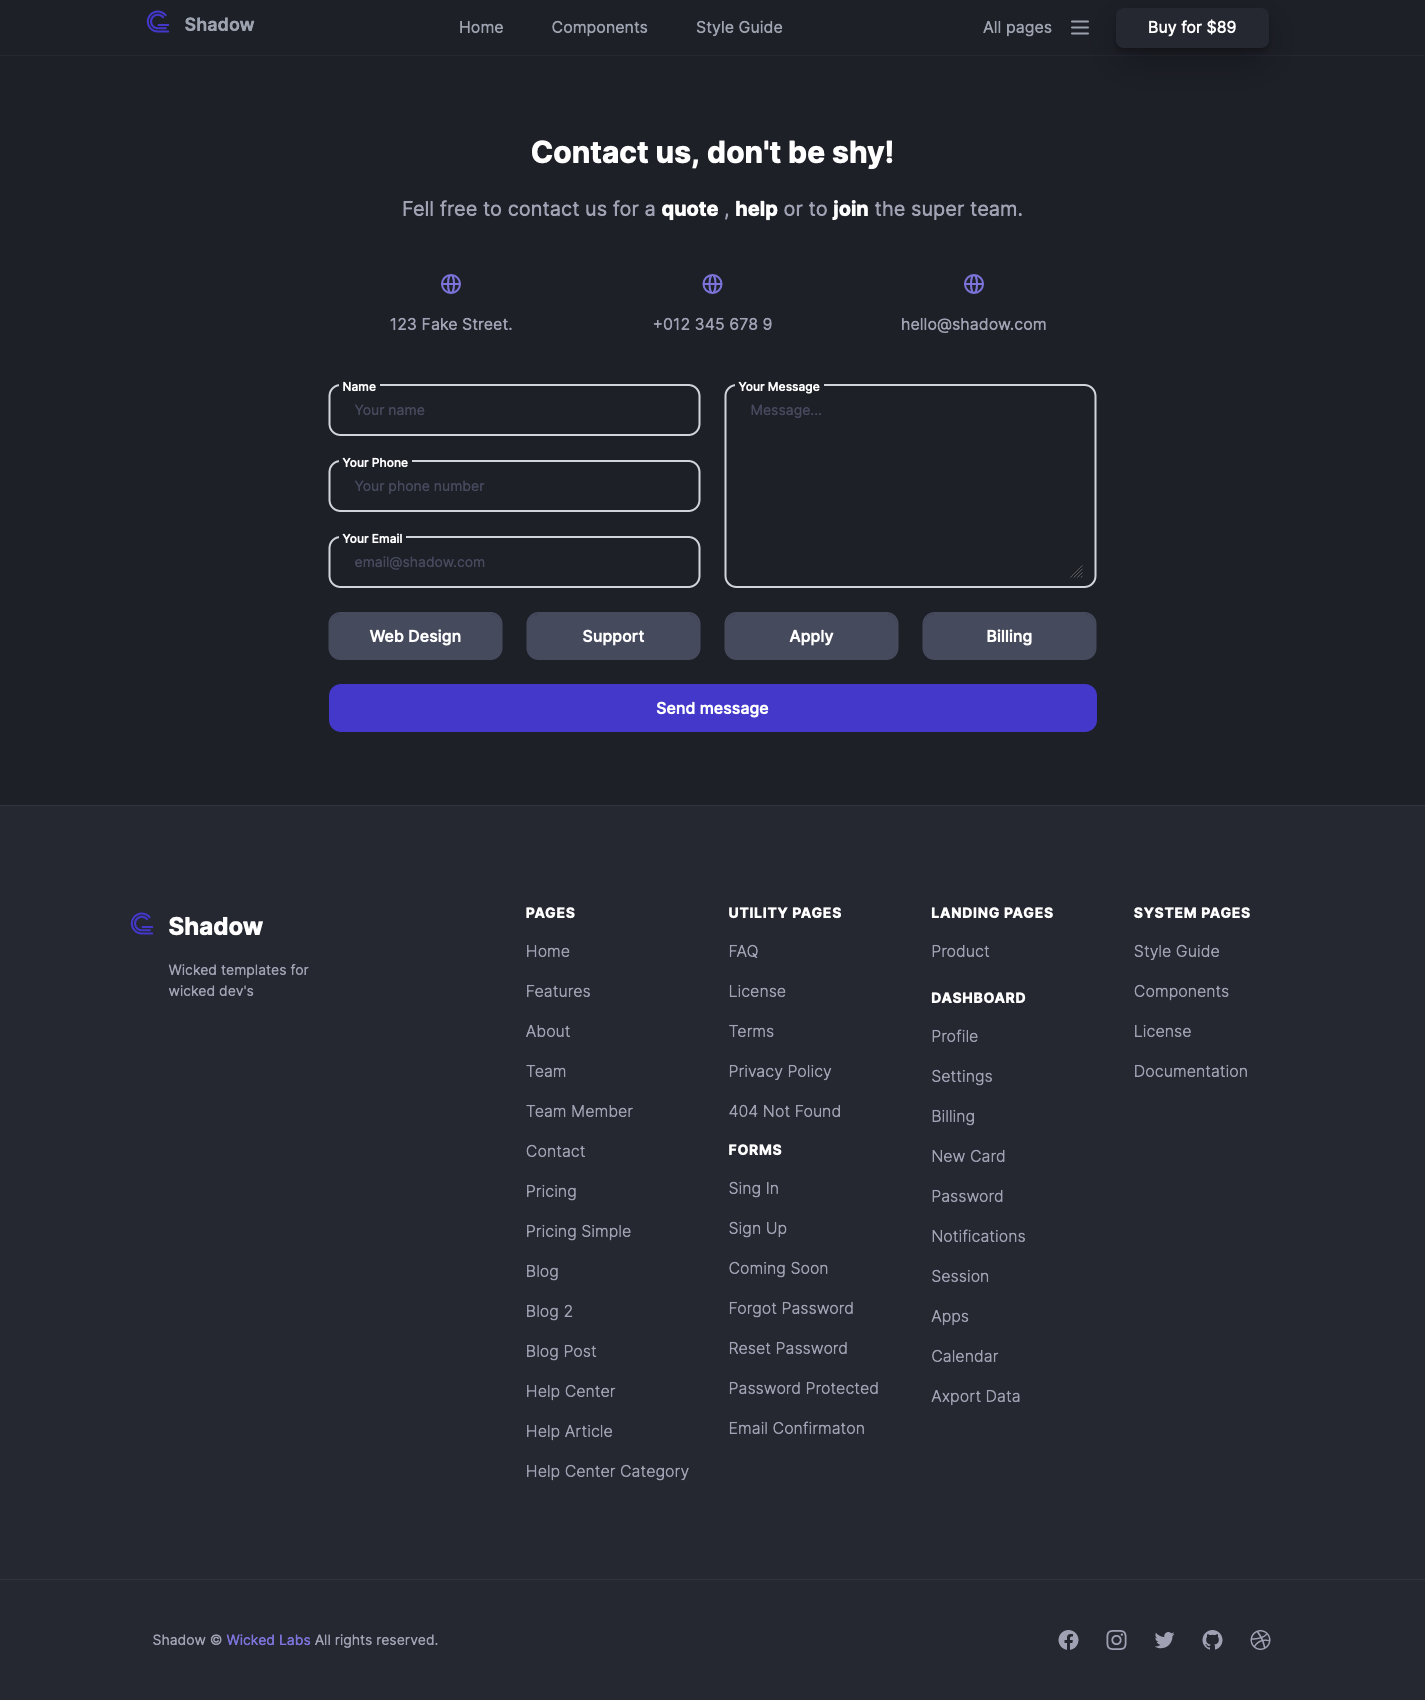 Shadow
Home
Components
Style Guide
All pages
Buy for $89
Contact us, don't be shy!
Fell free to contact us for a quote , help or to join the super team.
123 Fake Street.
+012 345 678 9
hello@shadow.com
Name
Your name
Your Phone
Your phone number
Your Email
email@shadow.com
Your Message
Message...
Web Design
Support
Apply
Billing
Send message
Shadow
Wicked templates for
wicked dev's
PAGES
Home
Features
About
Team
Team Member
Contact
Pricing
Pricing Simple
Blog
Blog 2
Blog Post
Help Center
Help Article
Help Center Category
UTILITY PAGES
FAQ
License
Terms
Privacy Policy
404 Not Found
FORMS
Sing In
Sign Up
Coming Soon
Forgot Password
Reset Password
Password Protected
Email Confirmaton
LANDING PAGES
Product
DASHBOARD
Profile
Settings
Billing
New Card
Password
Notifications
Session
Apps
Calendar
Axport Data
SYSTEM PAGES
Style Guide
Components
License
Documentation
Shadow © Wicked Labs All rights reserved.